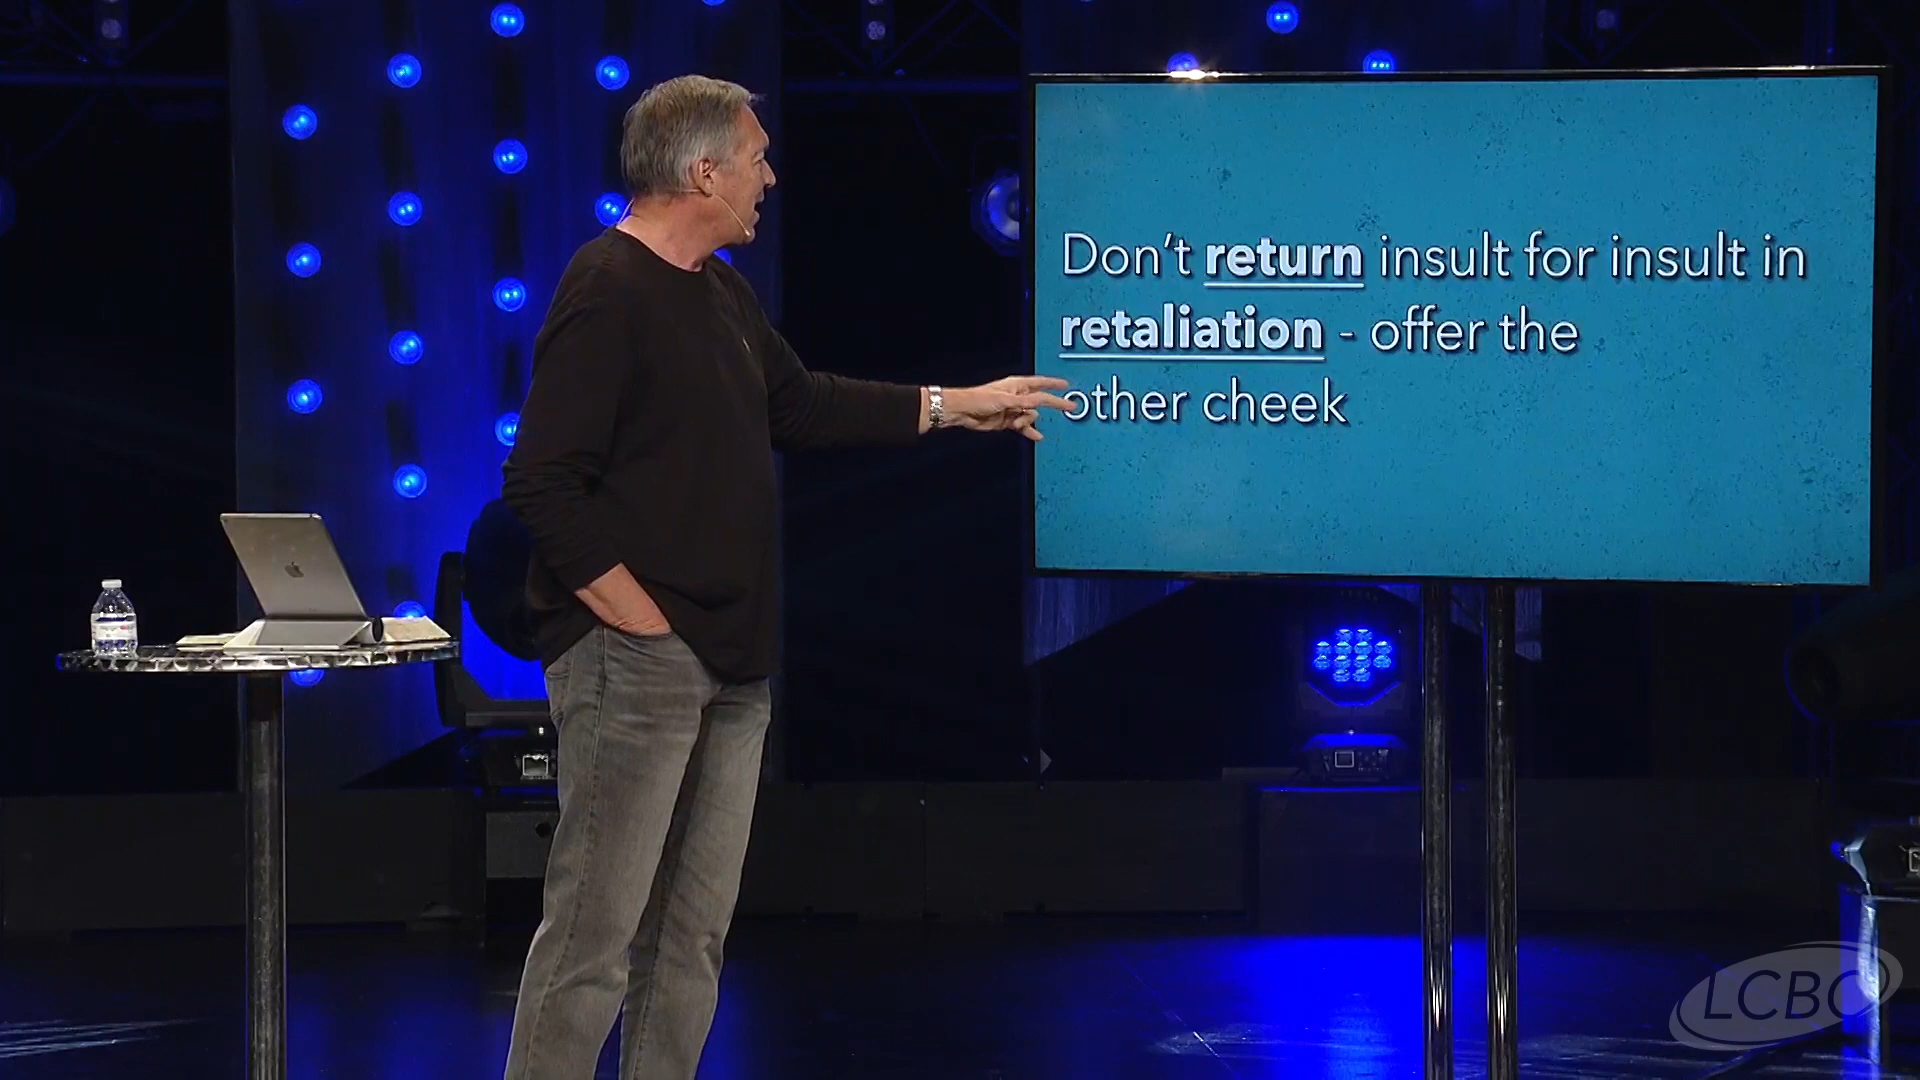 Don't return insult for insult in
retaliation - offer the
other cheek
LCBC